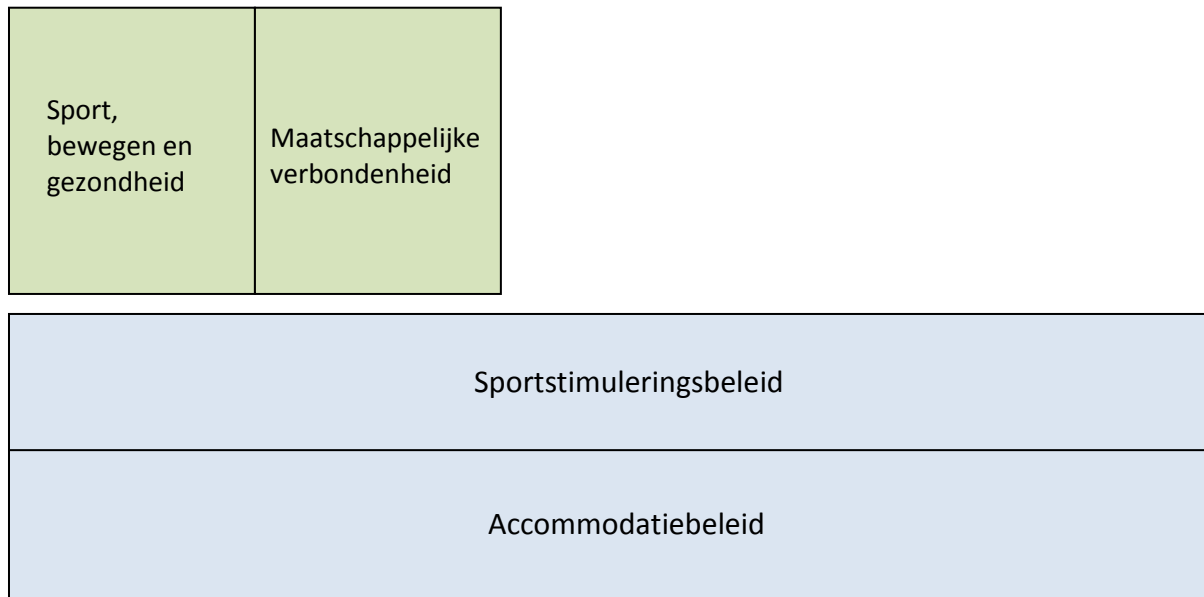 Sport,
bewegen en
gezondheid
Maatschappelijke
verbondenheid
Sportstimuleringsbeleid
Accommodatiebeleid